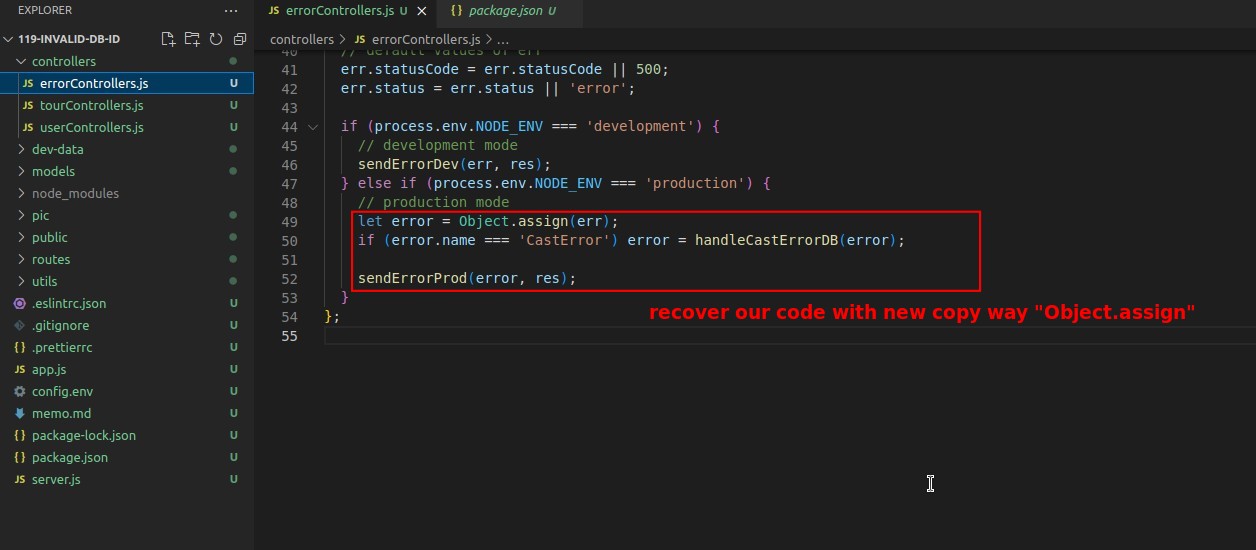 EXPLORER
···
119-INVALID-DB-ID
controllers
JS errorControllers.js U
JS tourControllers.js U
JS userControllers.js U
dev-data
models
node_modules
pic
public
routes
utils
.eslintrc.json U
.gitignore U
{} .prettierrc U
JS app.js U
config.env U
memo.md U
{} package-lock.json U
{} package.json U
JS server.js U
JS errorControllers.js U
{} package.json U
controllers > JS errorControllers.js > ...
40 // default values of err
41 err.statusCode = err.statusCode || 500;
42 err.status = err.status || 'error';
43
44 if (process.env.NODE_ENV === 'development') {
45 // development mode
46 sendErrorDev(err, res);
47 } else if (process.env.NODE_ENV === 'production') {
48 // production mode
49 let error = Object.assign(err);
50 if (error.name === 'CastError') error = handleCastErrorDB(error);
51
52 sendErrorProd(error, res);
53 }
54 };
55
recover our code with new copy way "Object.assign"